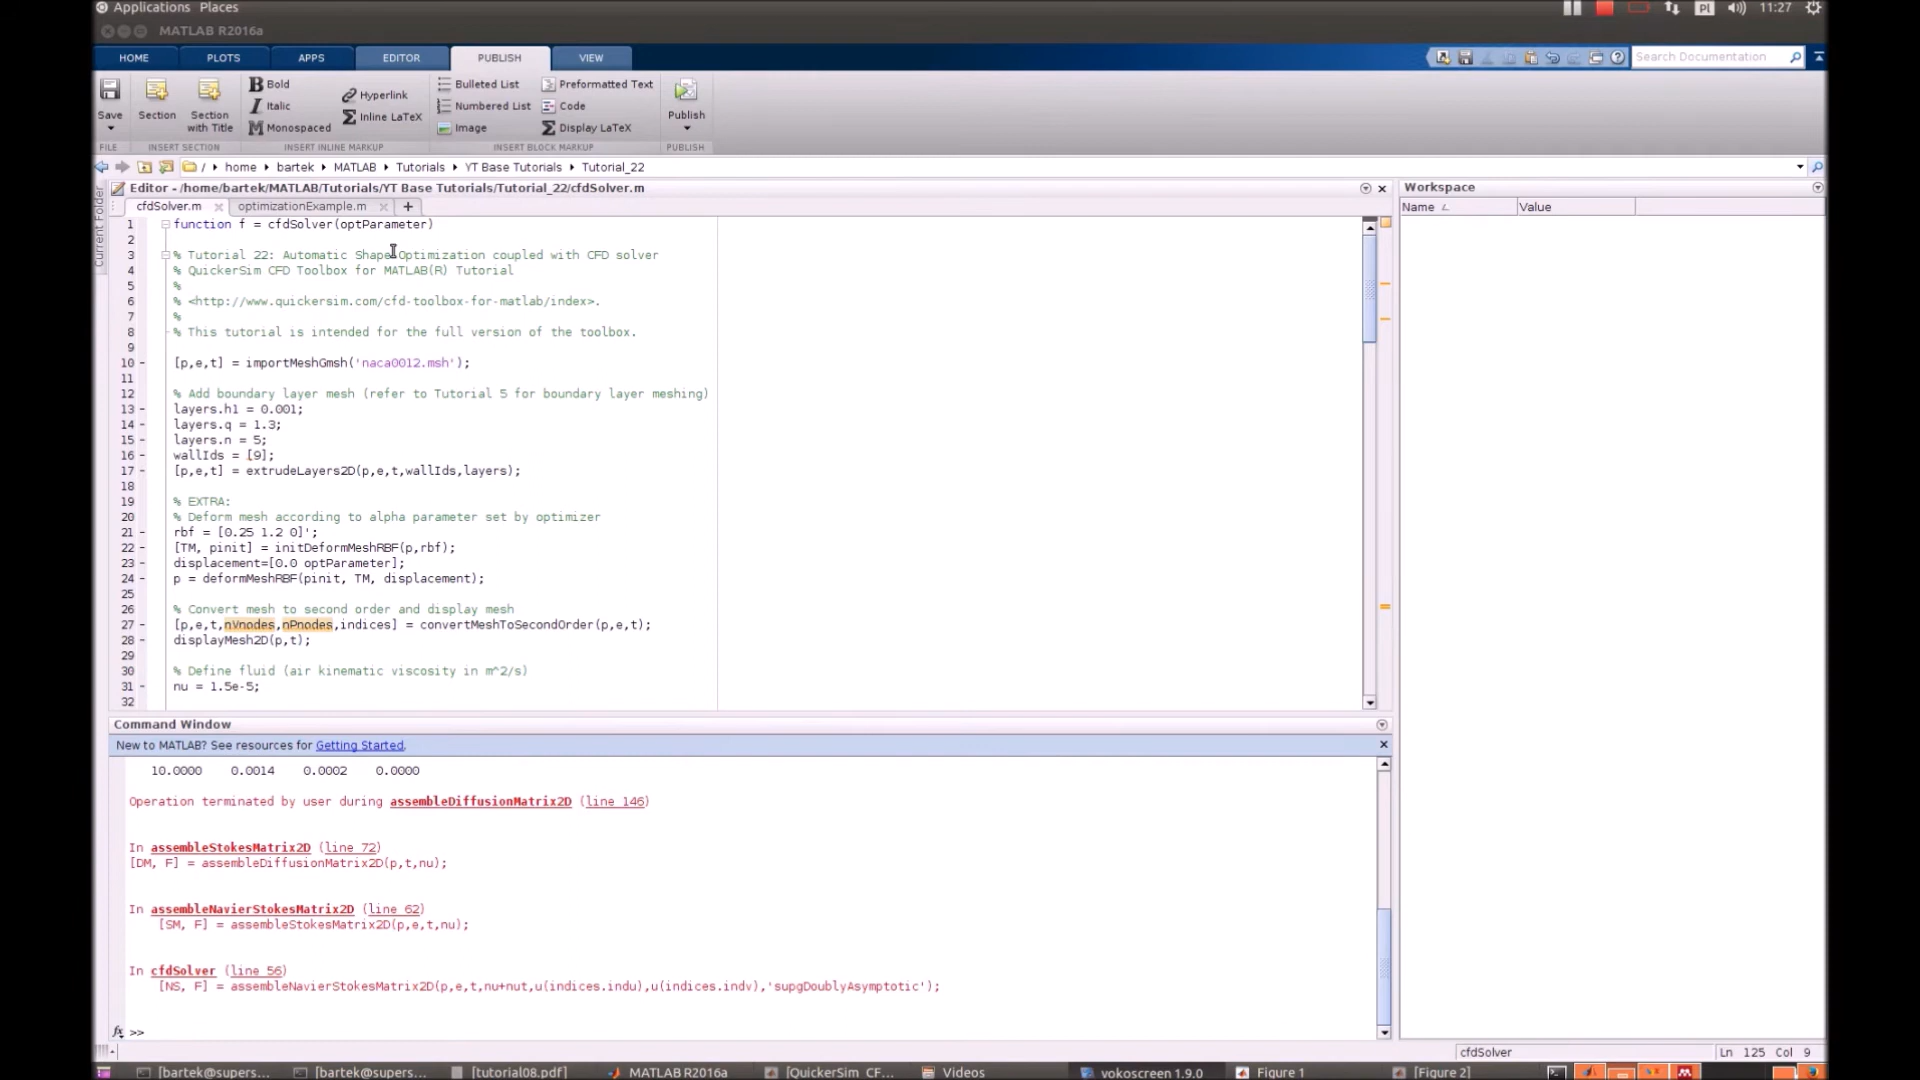 Applications Places
Pl 11:27
MATLAB R2016a
HOME PLOTS APPS EDITOR PUBLISH VIEW
Search Documentation
Save
Section
Section with Title
Bold
Italic
Monospaced
Hyperlink
Inline LaTeX
Bulleted List
Numbered List
Image
Preformatted Text
Code
Display LaTeX
Publish
FILE INSERT SECTION INSERT INLINE MARKUP INSERT BLOCK MARKUP PUBLISH
/ home bartek MATLAB Tutorials YT Base Tutorials Tutorial_22
Current Folder
Editor - /home/bartek/MATLAB/Tutorials/YT Base Tutorials/Tutorial_22/cfdSolver.m
cfdSolver.m optimizationExample.m +
1 function f = cfdSolver(optParameter)
2
3 % Tutorial 22: Automatic Shape Optimization coupled with CFD solver
4 % QuickerSim CFD Toolbox for MATLAB(R) Tutorial
5 %
6 % <http://www.quickersim.com/cfd-toolbox-for-matlab/index>.
7 %
8 % This tutorial is intended for the full version of the toolbox.
9
10 - [p,e,t] = importMeshGmsh('naca0012.msh');
11
12 % Add boundary layer mesh (refer to Tutorial 5 for boundary layer meshing)
13 - layers.h1 = 0.001;
14 - layers.q = 1.3;
15 - layers.n = 5;
16 - wallIds = [9];
17 - [p,e,t] = extrudeLayers2D(p,e,t,wallIds,layers);
18
19 % EXTRA:
20 % Deform mesh according to alpha parameter set by optimizer
21 - rbf = [0.25 1.2 0]';
22 - [TM, pinit] = initDeformMeshRBF(p,rbf);
23 - displacement=[0.0 optParameter];
24 - p = deformMeshRBF(pinit, TM, displacement);
25
26 % Convert mesh to second order and display mesh
27 - [p,e,t,nVnodes,nPnodes,indices] = convertMeshToSecondOrder(p,e,t);
28 - displayMesh2D(p,t);
29
30 % Define fluid (air kinematic viscosity in m^2/s)
31 - nu = 1.5e-5;
32
Workspace
Name Value
Command Window
New to MATLAB? See resources for Getting Started.
10.0000 0.0014 0.0002 0.0000
Operation terminated by user during assembleDiffusionMatrix2D (line 146)
In assembleStokesMatrix2D (line 72)
[DM, F] = assembleDiffusionMatrix2D(p,t,nu);
In assembleNavierStokesMatrix2D (line 62)
[SM, F] = assembleStokesMatrix2D(p,e,t,nu);
In cfdSolver (line 56)
[NS, F] = assembleNavierStokesMatrix2D(p,e,t,nu+nut,u(indices.indu),u(indices.indv),'supgDoublyAsymptotic');
fx >>
cfdSolver Ln 125 Col 9
[bartek@supers... [bartek@supers... [tutorial08.pdf] MATLAB R2016a [QuickerSim CF... Videos vokoscreen 1.9.0 Figure 1 [Figure 2]